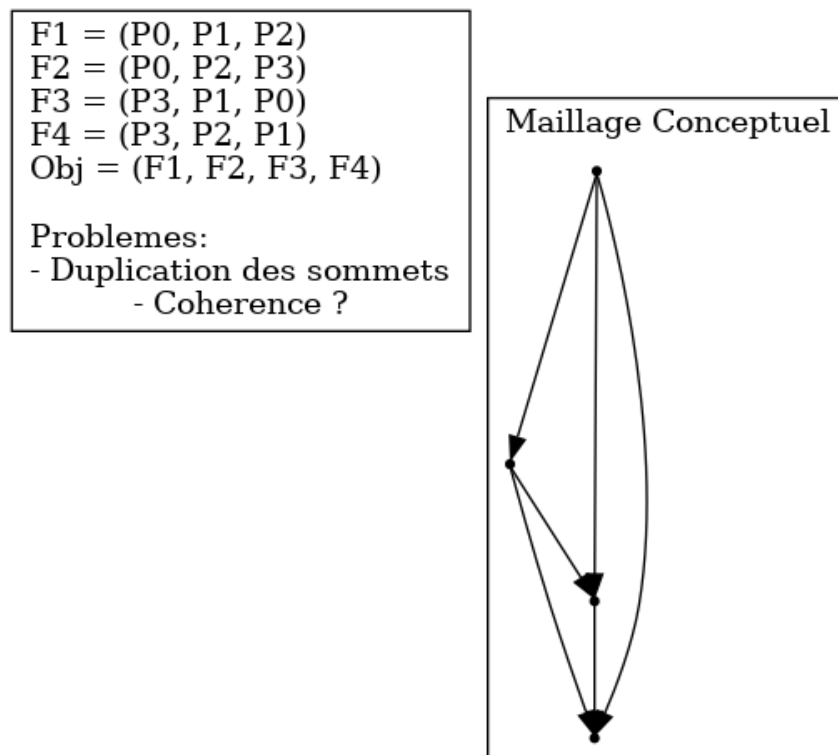 F1 = (P0, P1, P2)
F2 = (P0, P2, P3)
F3 = (P3, P1, P0)
F4 = (P3, P2, P1)
Obj = (F1, F2, F3, F4)
Problemes:
- Duplication des sommets
- Coherence ?
Maillage Conceptuel